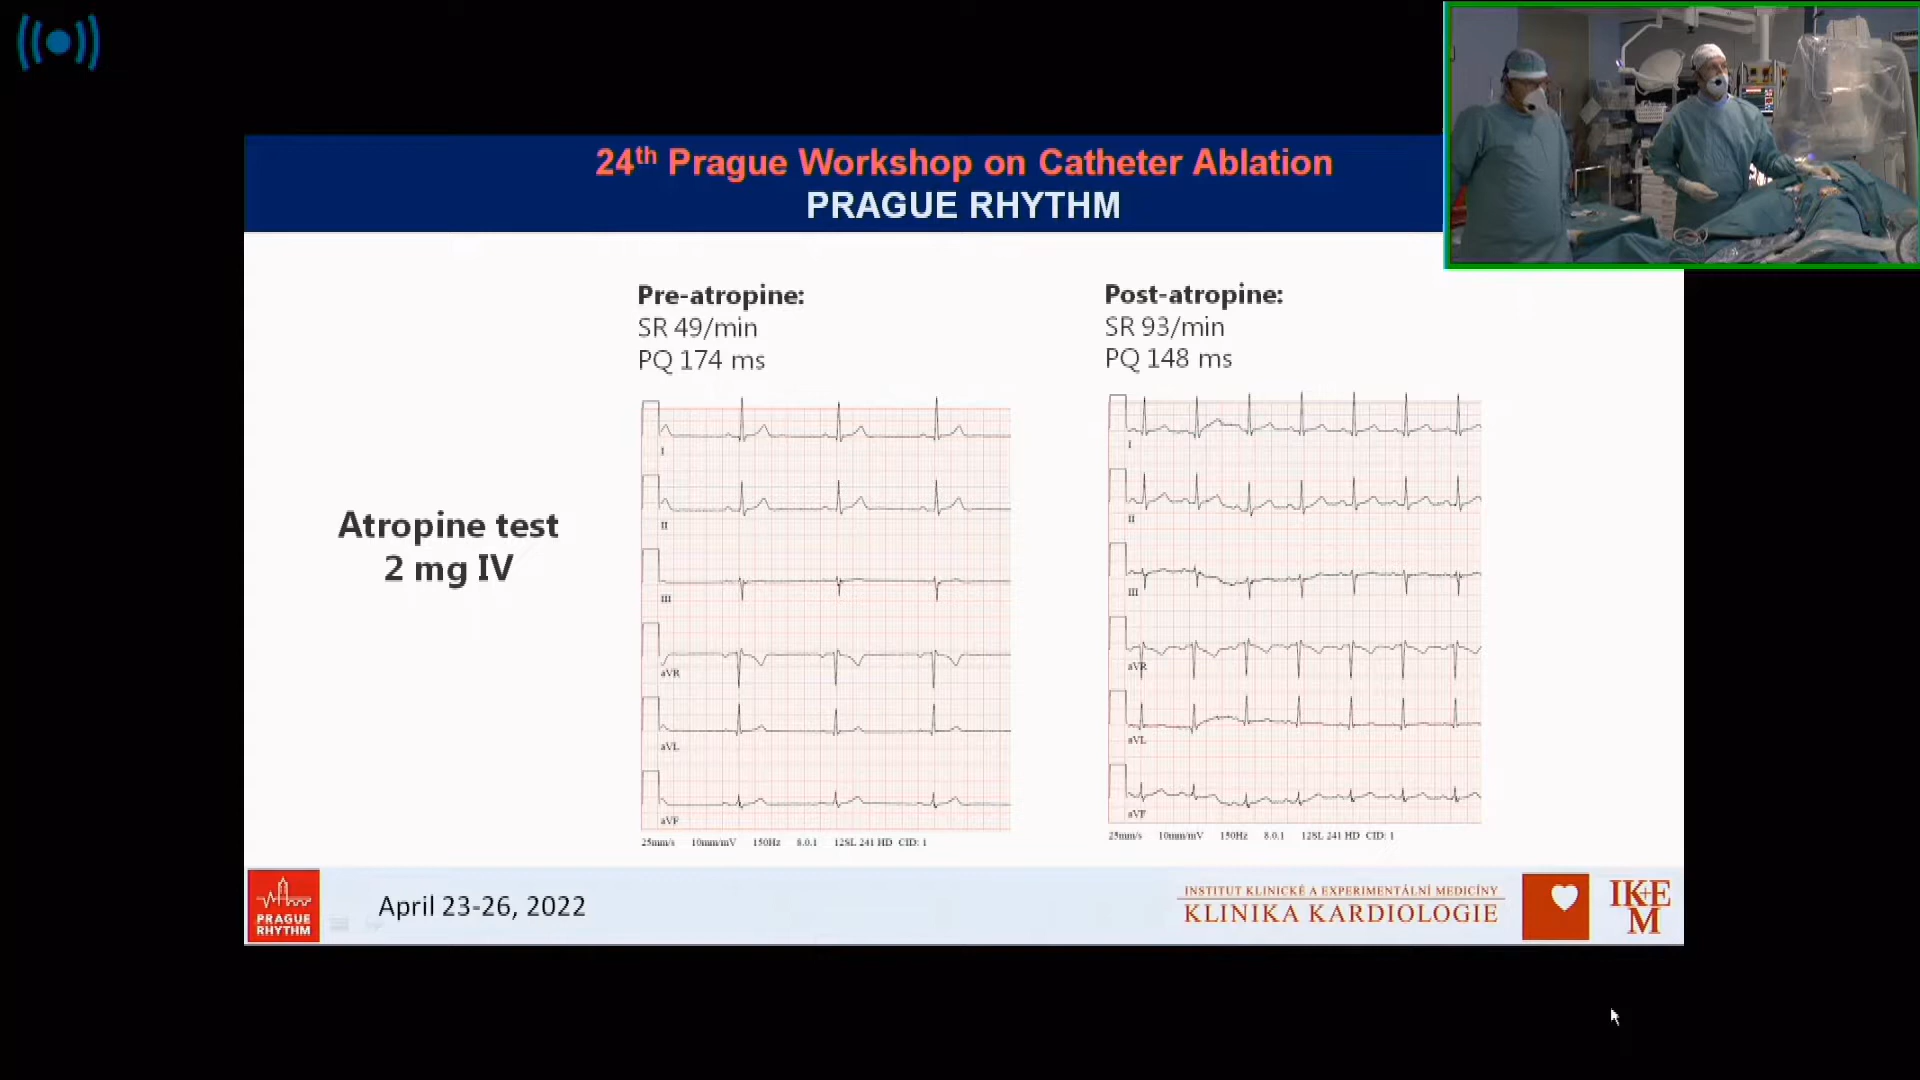 24th Prague Workshop on Catheter Ablation
PRAGUE RHYTHM
Pre-atropine:
SR 49/min
PQ 174 ms
Post-atropine:
SR 93/min
PQ 148 ms
Atropine test
2 mg IV
I
II
III
aVR
aVL
aVF
25mm/s 10mm/mV 150Hz 8.0.1 12SL 241 HD CID: 1
I
II
III
aVR
aVL
aVF
25mm/s 10mm/mV 150Hz 8.0.1 12SL 241 HD CID: 1
PRAGUE
RHYTHM
April 23-26, 2022
INSTITUT KLINICKÉ A EXPERIMENTÁLNÍ MEDICÍNY
KLINIKA KARDIOLOGIE
IKE
M